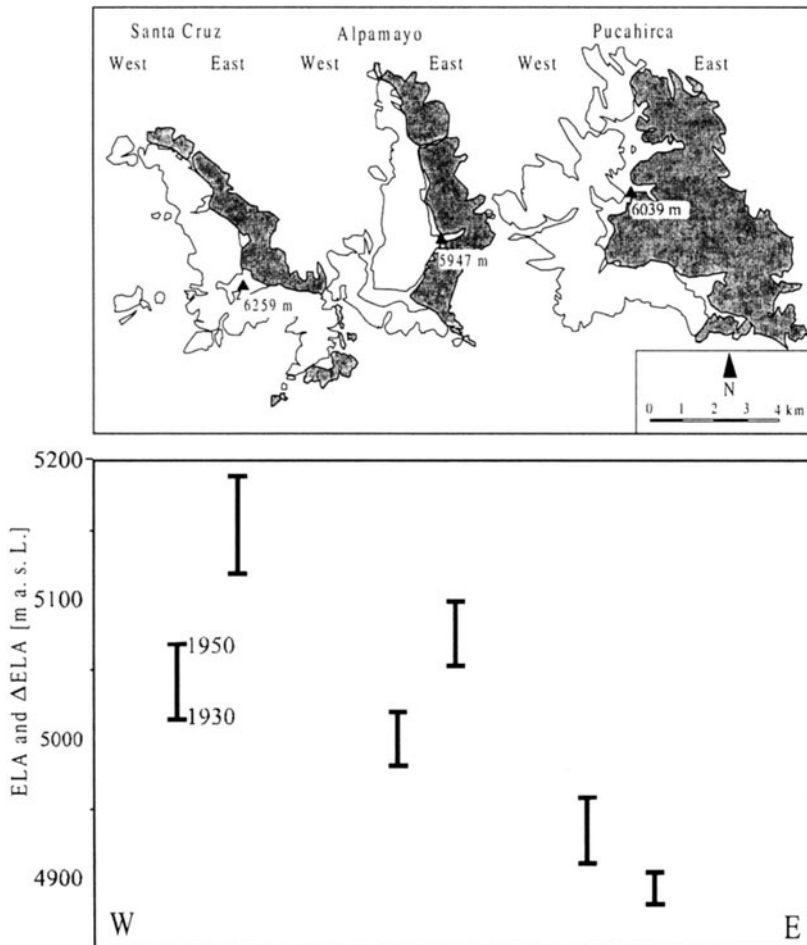 Santa Cruz Alpamayo Pucahirca
West East West East West East
6039 m
5947 m
6259 m
N
0 1 2 3 4 km
ELA and ΔELA [m a. s. L.]
5200
5100
1950
1930
5000
4900
W E